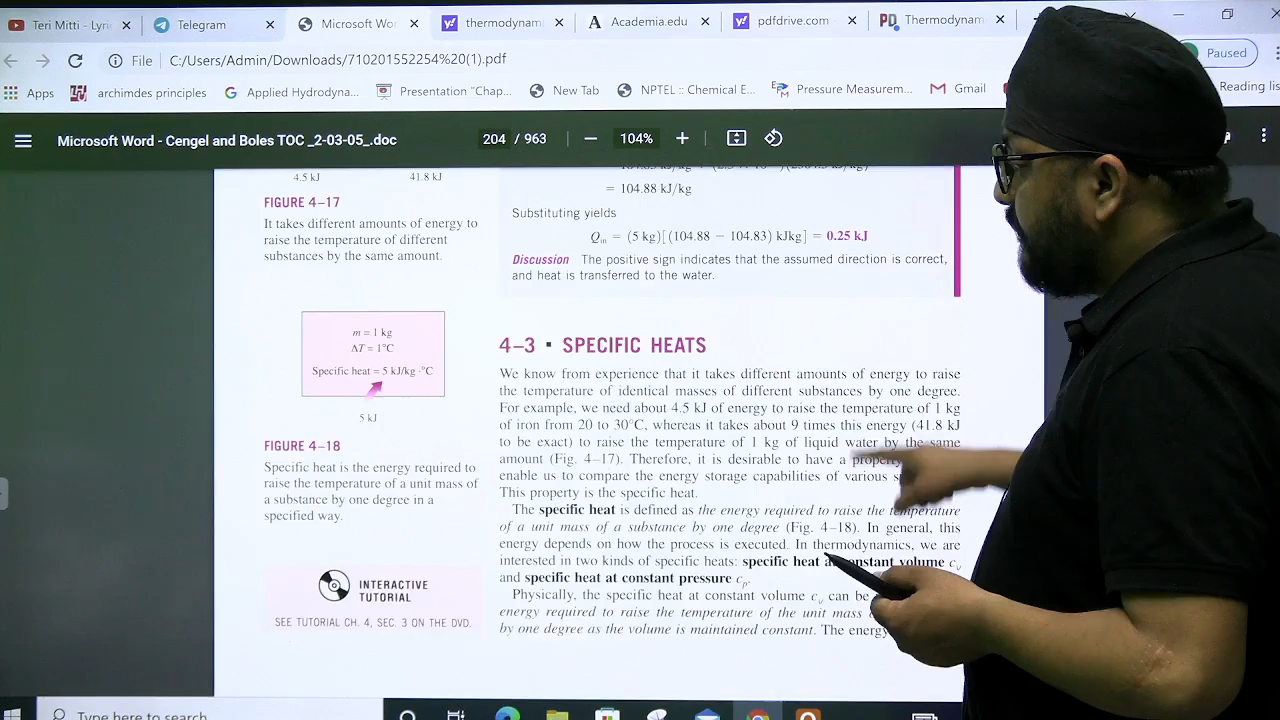 Teri Mitti - Lyric
Telegram
Microsoft Wor
thermodynam
Academia.edu
pdfdrive.com
Thermodynam
File C:/Users/Admin/Downloads/710201552254%20(1).pdf
Paused
Apps
archimdes principles
Applied Hydrodyna...
Presentation "Chap...
New Tab
NPTEL :: Chemical E...
Pressure Measurem...
Gmail
Reading list
Microsoft Word - Cengel and Boles TOC _2-03-05_.doc
204 / 963
104%
4.5 kJ 41.8 kJ
FIGURE 4–17
It takes different amounts of energy to
raise the temperature of different
substances by the same amount.
m = 1 kg
ΔT = 1°C
Specific heat = 5 kJ/kg ·°C
5 kJ
FIGURE 4–18
Specific heat is the energy required to
raise the temperature of a unit mass of
a substance by one degree in a
specified way.
INTERACTIVE
TUTORIAL
SEE TUTORIAL CH. 4, SEC. 3 ON THE DVD.
= 104.88 kJ/kg
Substituting yields
Qin = (5 kg)[(104.88 − 104.83) kJkg] = 0.25 kJ
Discussion The positive sign indicates that the assumed direction is correct,
and heat is transferred to the water.
4–3 ▪ SPECIFIC HEATS
We know from experience that it takes different amounts of energy to raise
the temperature of identical masses of different substances by one degree.
For example, we need about 4.5 kJ of energy to raise the temperature of 1 kg
of iron from 20 to 30°C, whereas it takes about 9 times this energy (41.8 kJ
to be exact) to raise the temperature of 1 kg of liquid water by the same
amount (Fig. 4–17). Therefore, it is desirable to have a property
enable us to compare the energy storage capabilities of various
This property is the specific heat.
The specific heat is defined as the energy required to raise the temperature
of a unit mass of a substance by one degree (Fig. 4–18). In general, this
energy depends on how the process is executed. In thermodynamics, we are
interested in two kinds of specific heats: specific heat at constant volume cv
and specific heat at constant pressure cp.
Physically, the specific heat at constant volume cv can be
energy required to raise the temperature of the unit mass
by one degree as the volume is maintained constant. The energy
Type here to search